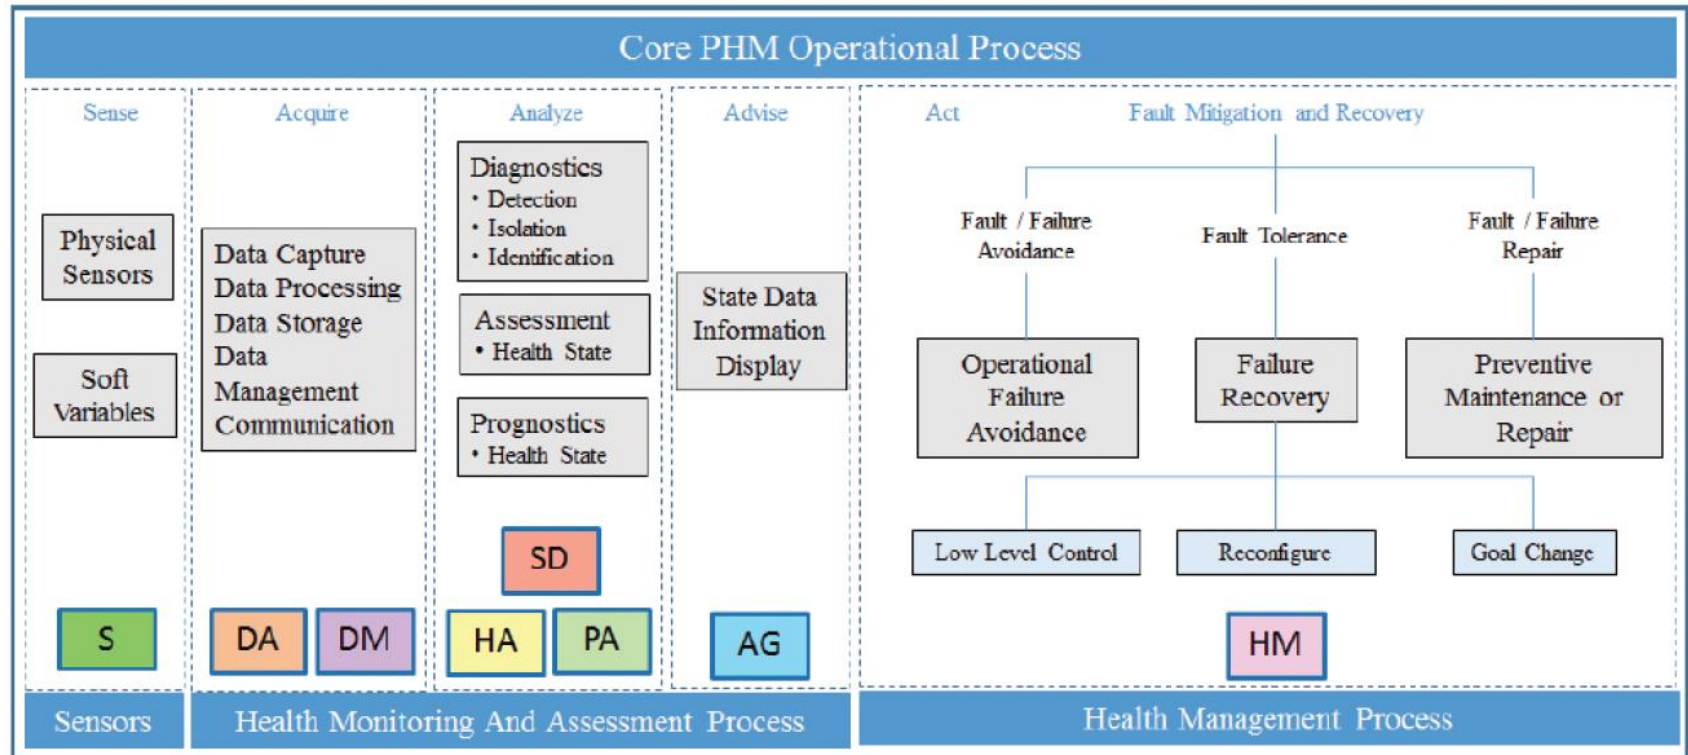 Core PHM Operational Process
Sense
Physical
Sensors
Soft
Variables
S
Sensors
Acquire
Data Capture
Data Processing
Data Storage
Data
Management
Communication
DA
DM
Analyze
Diagnostics
· Detection
· Isolation
· Identification
Assessment
• Health State
Prognostics
· Health State
SD
HA
PA
Advise
State Data
Information
Display
AG
Health Monitoring And Assessment Process
Act
Fault Mitigation and Recovery
Fault / Failure
Avoidance
Fault Tolerance
Fault / Failure
Repair
Operational
Failure
Avoidance
Failure
Recovery
Preventive
Maintenance or
Repair
Low Level Control
Reconfigure
Goal Change
HM
Health Management Process